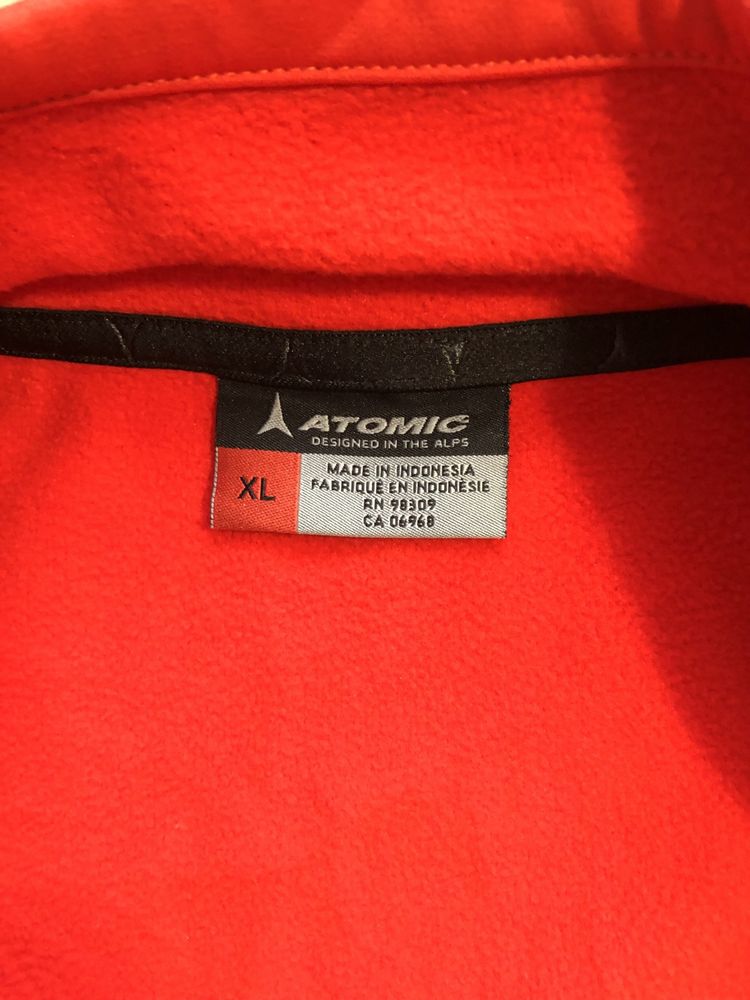 ATOMIC
DESIGNED IN THE ALPS
XL
MADE IN INDONESIA
FABRIQUÉ EN INDONÉSIE
RN 98309
CA 06968